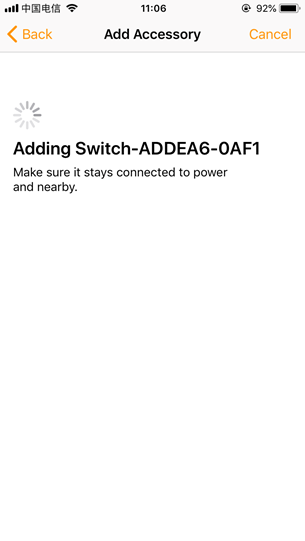 中国电信 11:06 92%
Back Add Accessory Cancel
Adding Switch-ADDEA6-0AF1
Make sure it stays connected to power
and nearby.